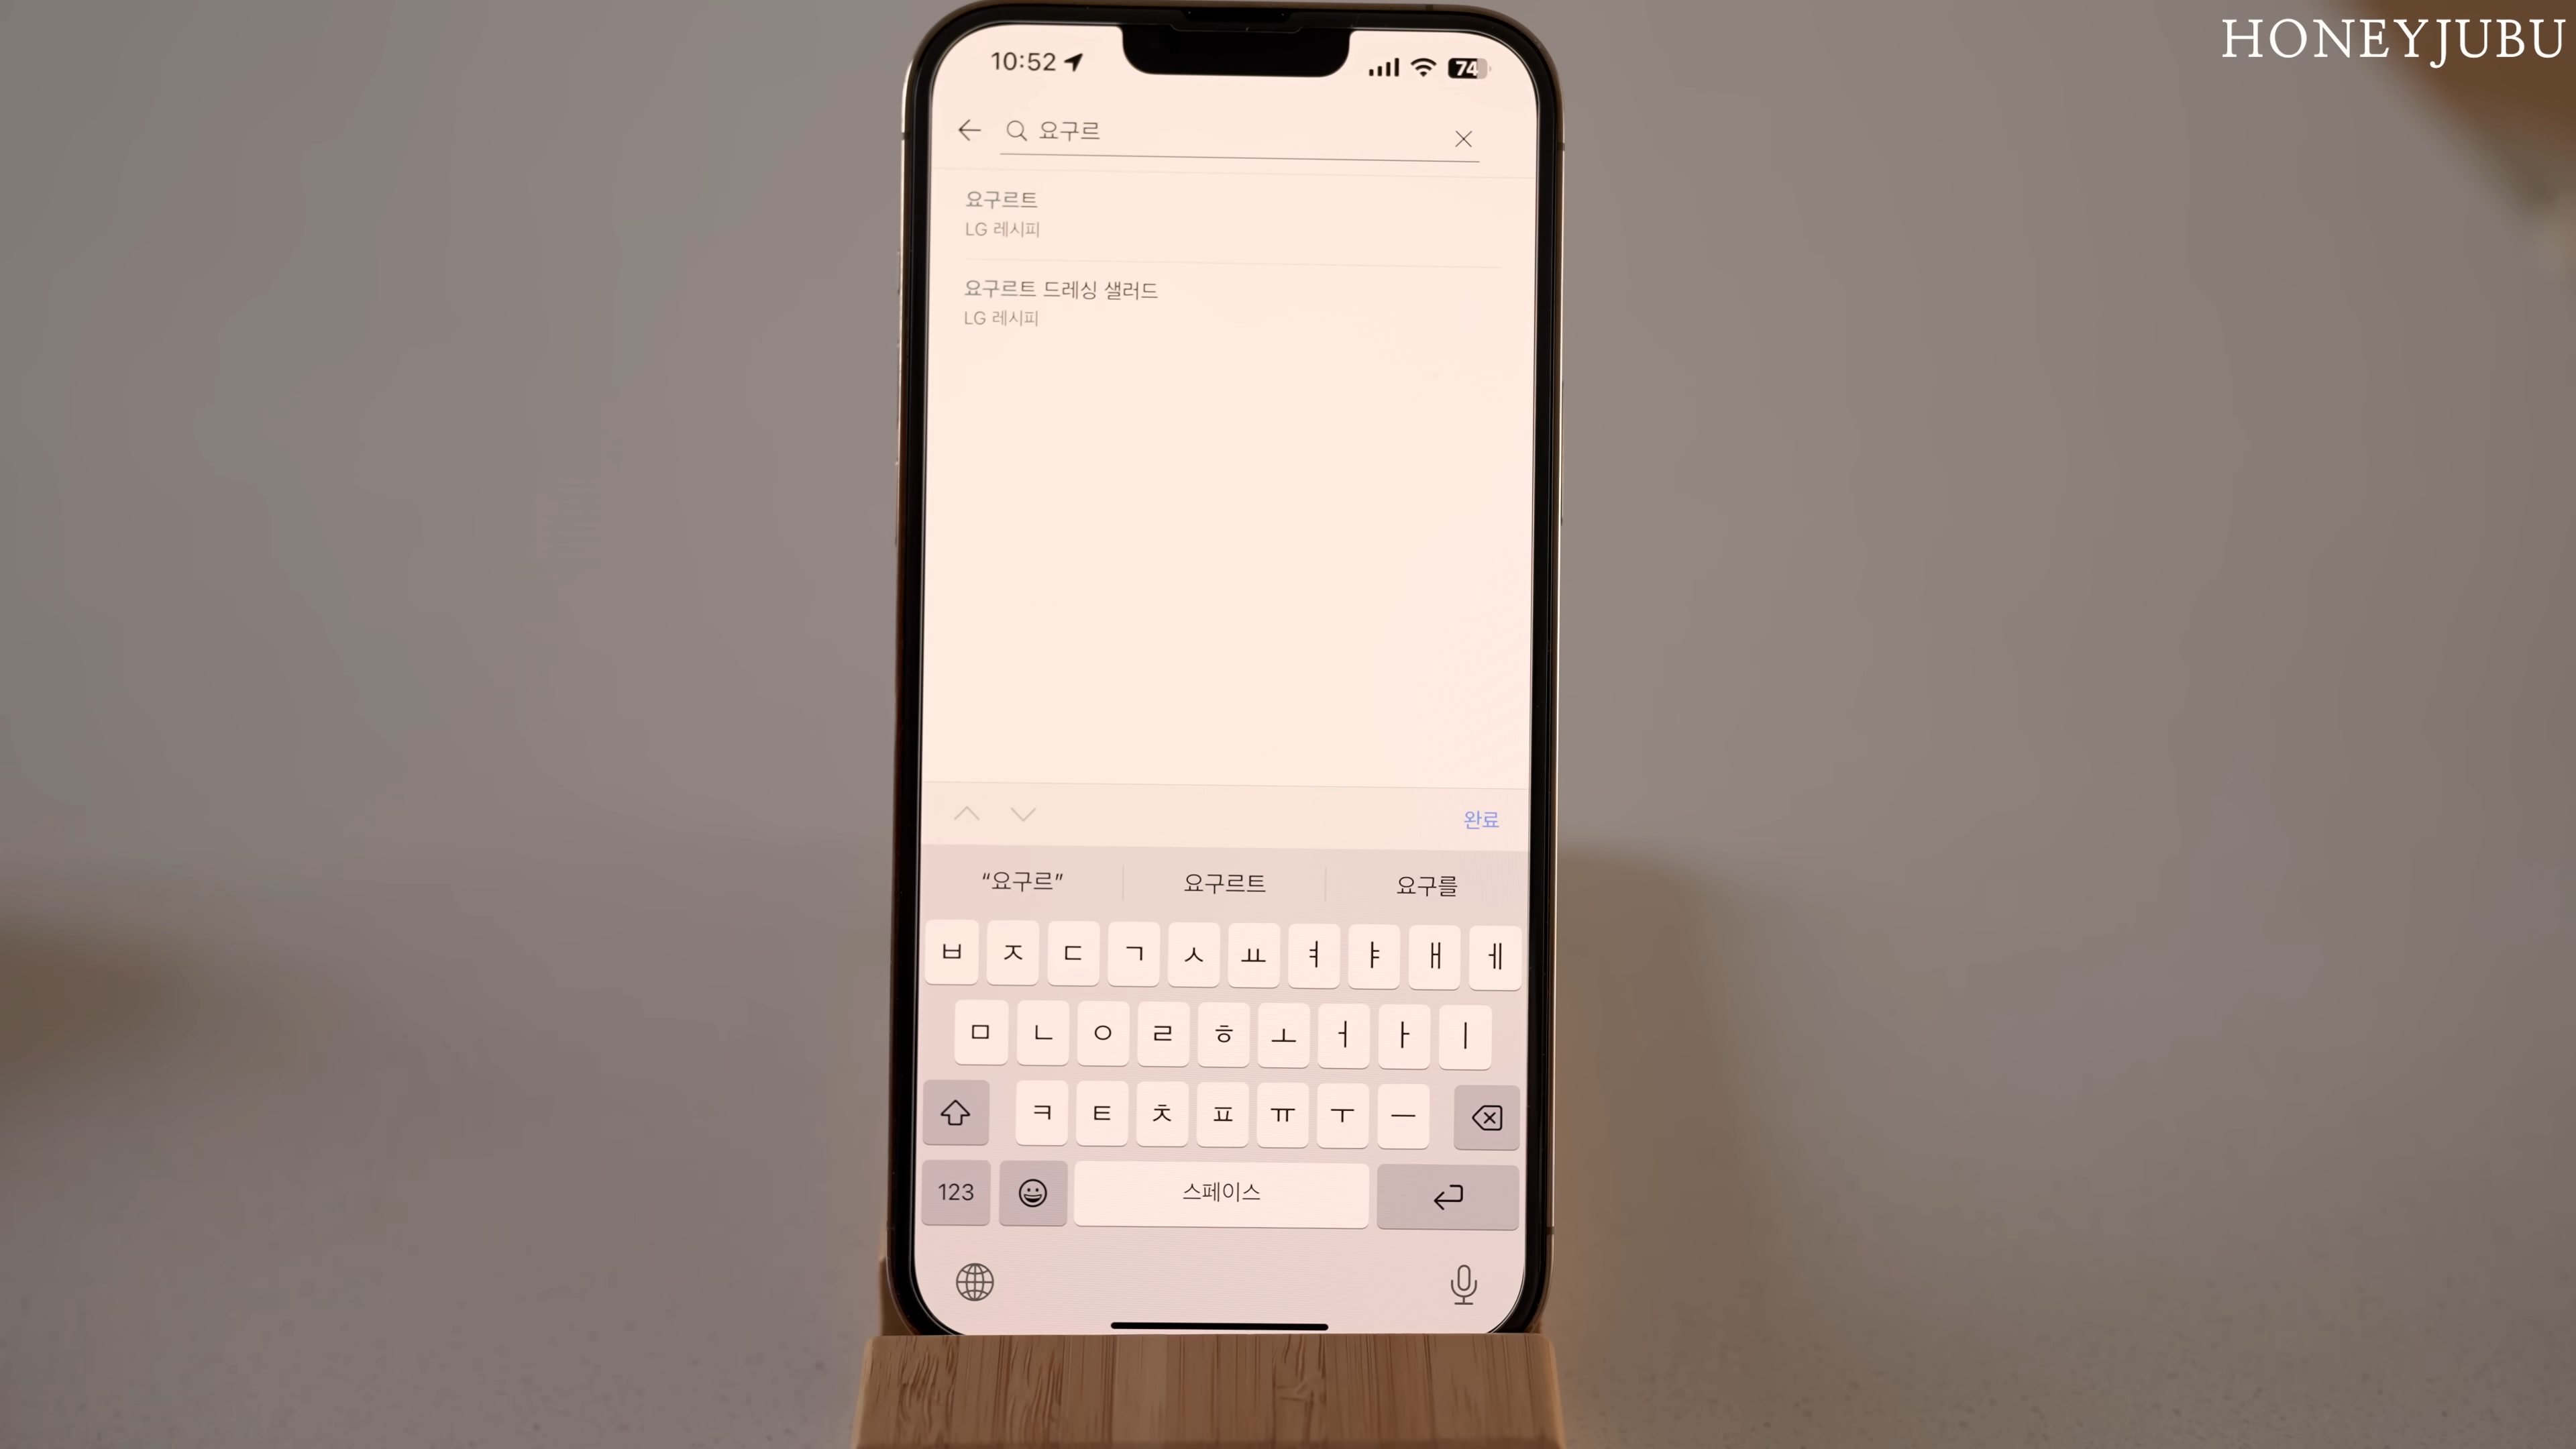 HONEYJUBU
10:52
74
요구르
요구르트
LG 레시피
요구르트 드레싱 샐러드
LG 레시피
완료
“요구르” 요구르트 요구를
ㅂ ㅈ ㄷ ㄱ ㅅ ㅛ ㅕ ㅑ ㅐ ㅔ
ㅁ ㄴ ㅇ ㄹ ㅎ ㅗ ㅓ ㅏ ㅣ
ㅋ ㅌ ㅊ ㅍ ㅠ ㅜ ㅡ
123 스페이스